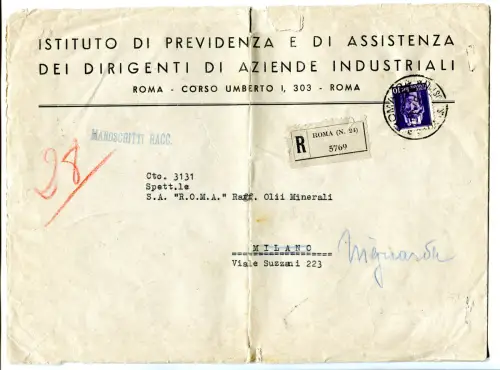 ISTITUTO DI PREVIDENZA E DI ASSISTENZA
DEI DIRIGENTI DI AZIENDE INDUSTRIALI
ROMA - CORSO UMBERTO I, 303 - ROMA
MANOSCRITTI RACC.
R
ROMA (N. 24)
5769
28
Cto. 3131
Spett.le
S.A. "R.O.M.A." Raff. Olii Minerali
MILANO
Viale Suzzani 223
Niguarda